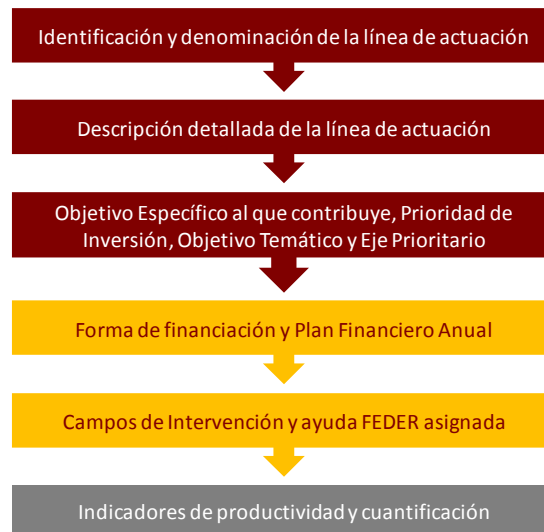 Identificación y denominación de la línea de actuación
Descripción detallada de la línea de actuación
Objetivo Específico al que contribuye, Prioridad de
Inversión, Objetivo Temático y Eje Prioritario
Forma de financiación y Plan Financiero Anual
Campos de Intervención y ayuda FEDER asignada
Indicadores de productividad y cuantificación